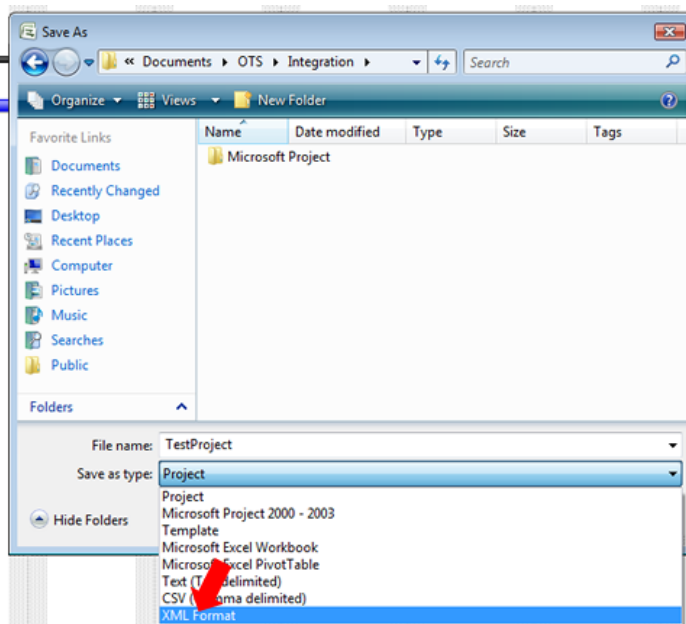 Save As
« Documents OTS Integration Search
Organize Views New Folder
Favorite Links
Documents
Recently Changed
Desktop
Recent Places
Computer
Pictures
Music
Searches
Public
Folders
Name Date modified Type Size Tags
Microsoft Project
File name: TestProject
Save as type: Project
Hide Folders
Project
Microsoft Project 2000 - 2003
Template
Microsoft Excel Workbook
Microsoft Excel PivotTable
Text ( delimited)
CSV ( delimited)
XML Format